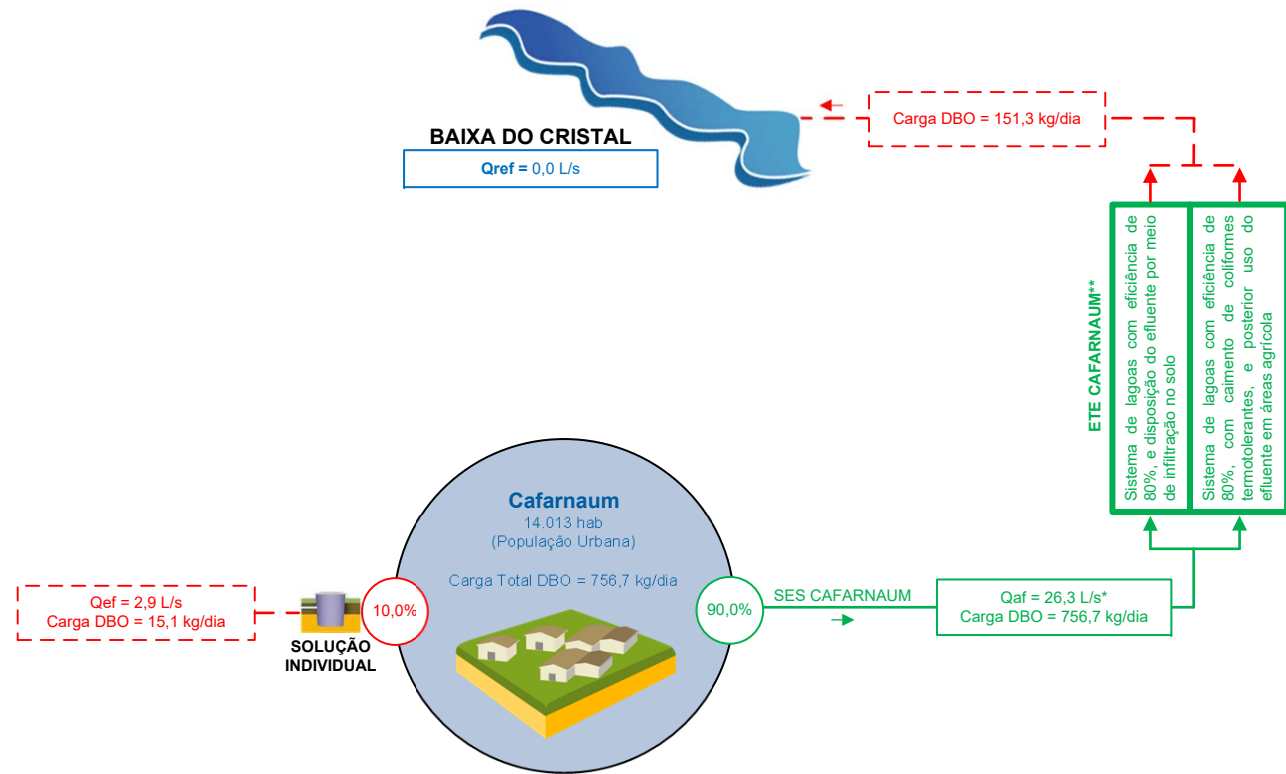 BAIXA DO CRISTAL
Qref = 0,0 L/s
Carga DBO = 151,3 kg/dia
ETE CAFARNAUM**
Sistema de lagoas com eficiência de
80%, e disposição do efluente por meio
de infiltração no solo
Sistema de lagoas com eficiência de
80%, com caimento de coliformes
termotolerantes, e posterior uso do
efluente em áreas agrícola
Cafarnaum
14.013 hab
(População Urbana)
Carga Total DBO = 756,7 kg/dia
Qef = 2,9 L/s
Carga DBO = 15,1 kg/dia
SOLUÇÃO
INDIVIDUAL
10,0%
90,0%
SES CAFARNAUM
Qaf = 26,3 L/s*
Carga DBO = 756,7 kg/dia